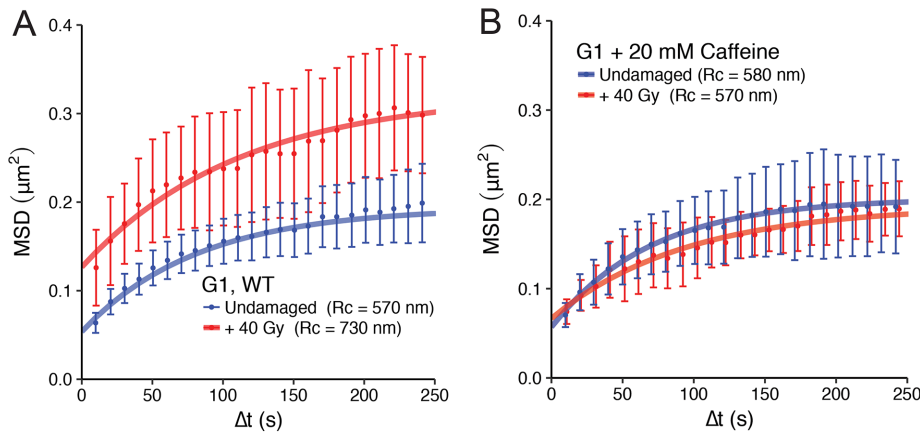 A
MSD (μm²)
0.4
0.3
0.2
0.1
0.0
G1, WT
Undamaged (Rc = 570 nm)
+ 40 Gy (Rc = 730 nm)
0 50 100 150 200 250
Δt (s)
B
MSD (μm²)
0.4
0.3
0.2
0.1
0.0
G1 + 20 mM Caffeine
Undamaged (Rc = 580 nm)
+ 40 Gy (Rc = 570 nm)
0 50 100 150 200 250
Δt (s)